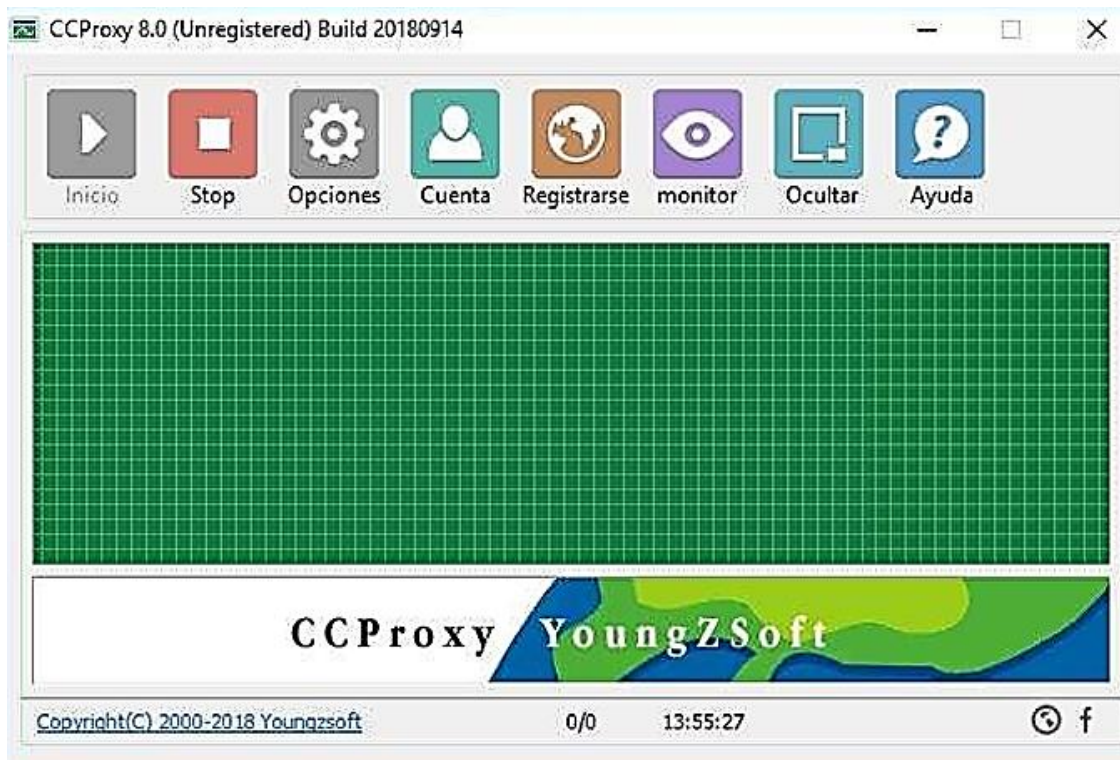 CCProxy 8.0 (Unregistered) Build 20180914
Inicio Stop Opciones Cuenta Registrarse monitor Ocultar Ayuda
CCProxy YoungZSoft
Copyright(C) 2000-2018 Youngzsoft 0/0 13:55:27